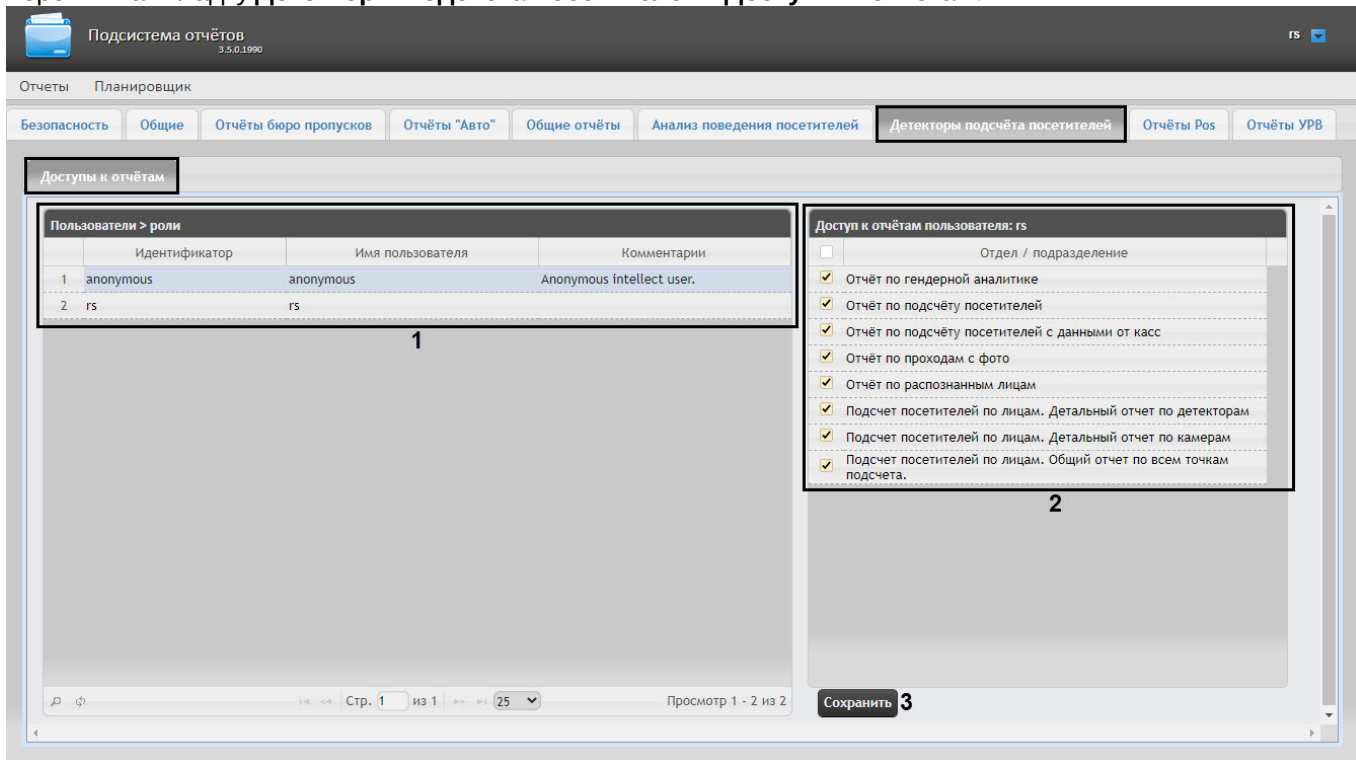 Подсистема отчётов
3.5.0.1990
rs
Отчеты Планировщик
Безопасность Общие Отчёты бюро пропусков Отчёты "Авто" Общие отчёты Анализ поведения посетителей Детекторы подсчёта посетителей Отчёты Pos Отчёты УРВ
Доступы к отчётам
Пользователи > роли
Идентификатор Имя пользователя Комментарии
1 anonymous anonymous Anonymous intellect user.
2 rs rs
1
Доступ к отчётам пользователя: rs
Отдел / подразделение
Отчёт по гендерной аналитике
Отчёт по подсчёту посетителей
Отчёт по подсчёту посетителей с данными от касс
Отчёт по проходам с фото
Отчёт по распознанным лицам
Подсчет посетителей по лицам. Детальный отчет по детекторам
Подсчет посетителей по лицам. Детальный отчет по камерам
Подсчет посетителей по лицам. Общий отчет по всем точкам
подсчета.
2
Стр. 1 из 1 25 Просмотр 1 - 2 из 2
Сохранить 3